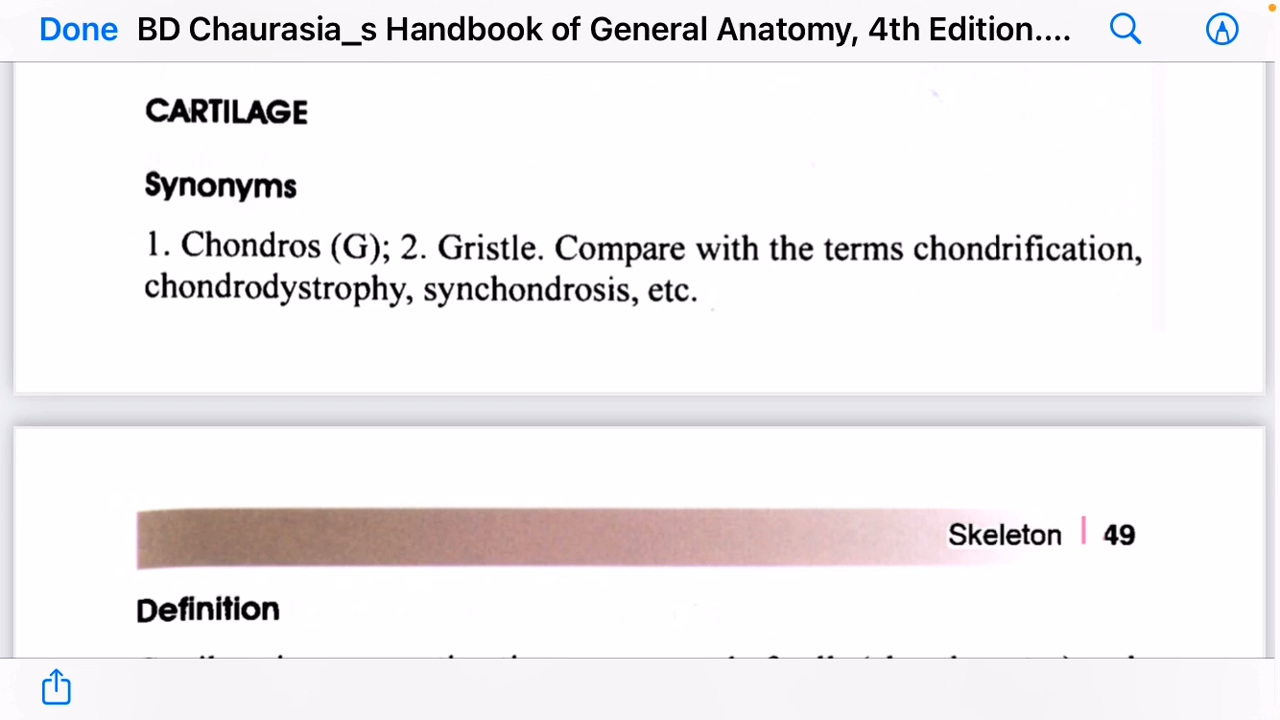 Done BD Chaurasia_s Handbook of General Anatomy, 4th Edition....
CARTILAGE
Synonyms
1. Chondros (G); 2. Gristle. Compare with the terms chondrification,
chondrodystrophy, synchondrosis, etc.
Skeleton | 49
Definition